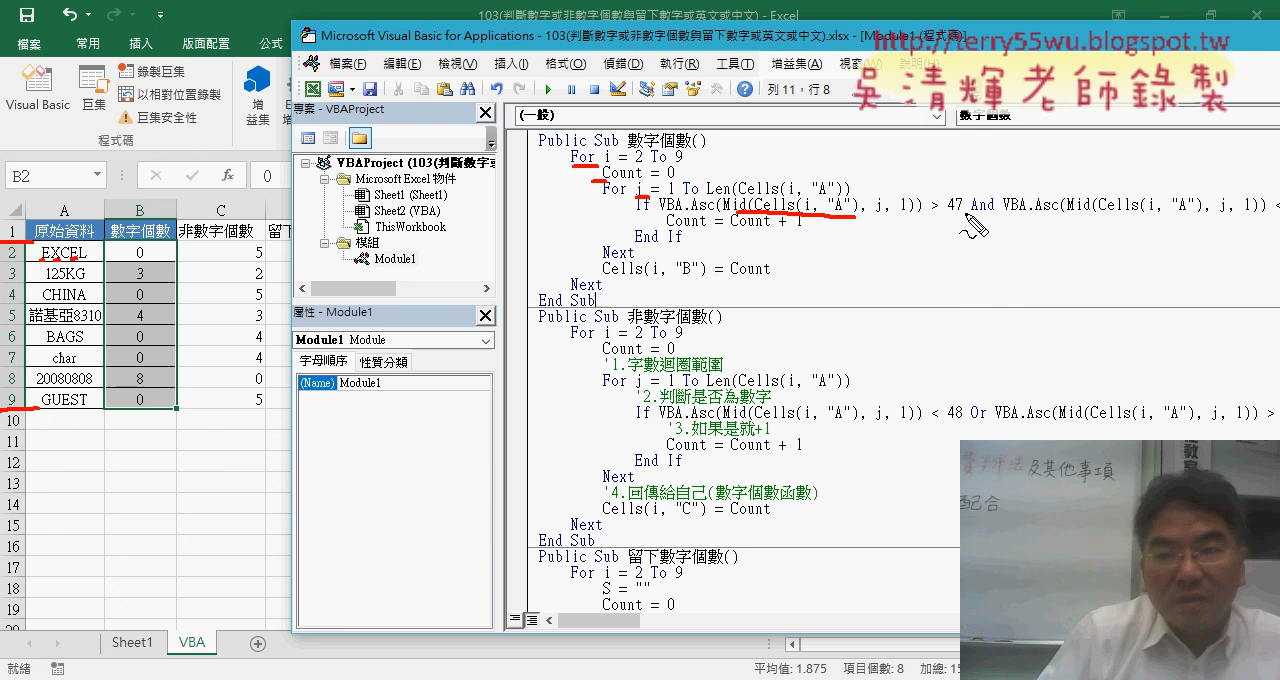 103(判斷數字或非數字個數與留下數字或英文或中文) - Excel
檔案 常用 插入 版面配置 公式
Visual Basic 巨集 錄製巨集 以相對位置錄製 巨集安全性 增益集
程式碼
B2 fx 0
A B C
1 原始資料 數字個數 非數字個數 留下
2 EXCEL 0 5
3 125KG 3 2
4 CHINA 0 5
5 諾基亞8310 4 3
6 BAGS 0 4
7 char 0 4
8 20080808 8 0
9 GUEST 0 5
10
11
12
13
14
15
16
17
18
19
Sheet1 VBA
就緒 平均值: 1.875 項目個數: 8 加總: 15
Microsoft Visual Basic for Applications - 103(判斷數字或非數字個數與留下數字或英文或中文).xlsx - [Module1 (程式碼)]
檔案(F) 編輯(E) 檢視(V) 插入(I) 格式(O) 偵錯(D) 執行(R) 工具(T) 增益集(A) 視窗(W) 說明(H)
列 11，行 8
http://terry55wu.blogspot.tw
吳清輝老師錄製
專案 - VBAProject
VBAProject (103(判斷數字或
Microsoft Excel 物件
Sheet1 (Sheet1)
Sheet2 (VBA)
ThisWorkbook
模組
Module1
屬性 - Module1
Module1 Module
字母順序 性質分類
(Name) Module1
(一般) 數字個數
Public Sub 數字個數()
For i = 2 To 9
Count = 0
For j = 1 To Len(Cells(i, "A"))
If VBA.Asc(Mid(Cells(i, "A"), j, 1)) > 47 And VBA.Asc(Mid(Cells(i, "A"), j, 1)) <
Count = Count + 1
End If
Next
Cells(i, "B") = Count
Next
End Sub
Public Sub 非數字個數()
For i = 2 To 9
Count = 0
'1.字數迴圈範圍
For j = 1 To Len(Cells(i, "A"))
'2.判斷是否為數字
If VBA.Asc(Mid(Cells(i, "A"), j, 1)) < 48 Or VBA.Asc(Mid(Cells(i, "A"), j, 1)) >
'3.如果是就+1
Count = Count + 1
End If
Next
'4.回傳給自己(數字個數函數)
Cells(i, "C") = Count
Next
End Sub
Public Sub 留下數字個數()
For i = 2 To 9
S = ""
Count = 0
及其他事項
配合